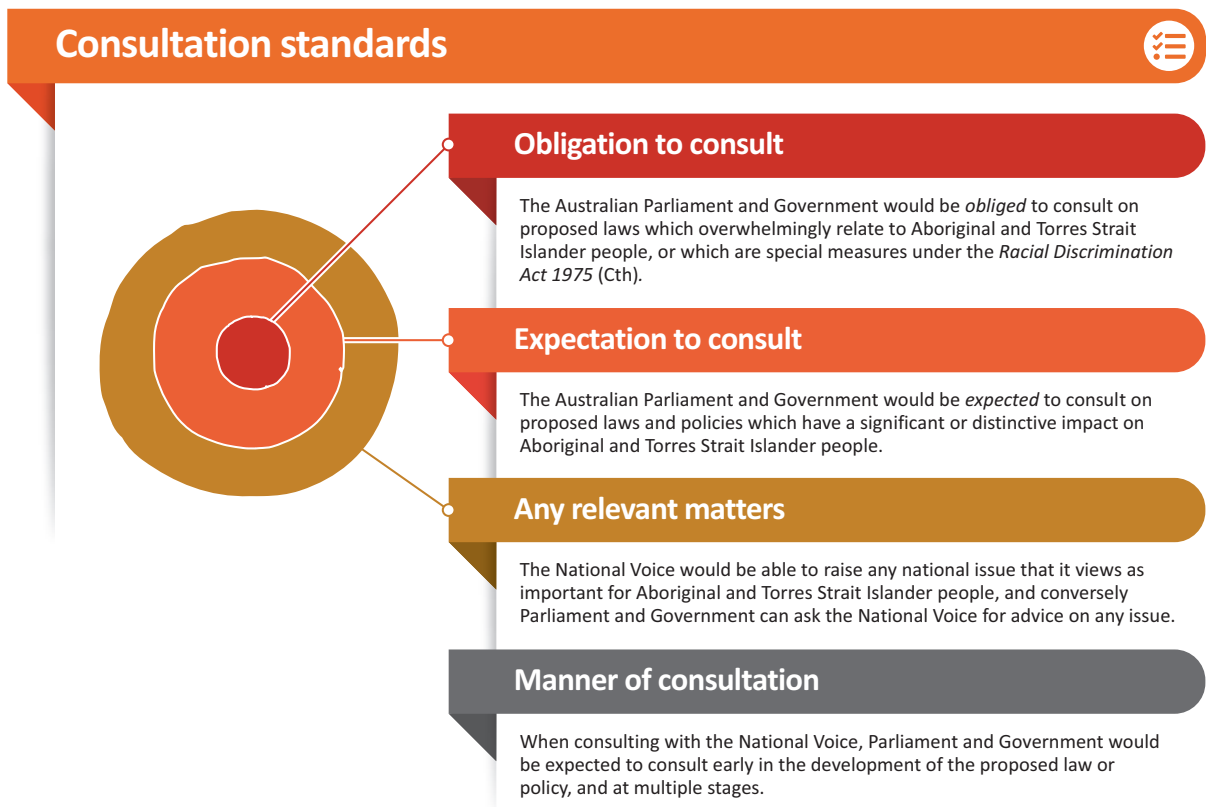 Consultation standards
Obligation to consult
The Australian Parliament and Government would be obliged to consult on
proposed laws which overwhelmingly relate to Aboriginal and Torres Strait
Islander people, or which are special measures under the Racial Discrimination
Act 1975 (Cth).
Expectation to consult
The Australian Parliament and Government would be expected to consult on
proposed laws and policies which have a significant or distinctive impact on
Aboriginal and Torres Strait Islander people.
Any relevant matters
The National Voice would be able to raise any national issue that it views as
important for Aboriginal and Torres Strait Islander people, and conversely
Parliament and Government can ask the National Voice for advice on any issue.
Manner of consultation
When consulting with the National Voice, Parliament and Government would
be expected to consult early in the development of the proposed law or
policy, and at multiple stages.